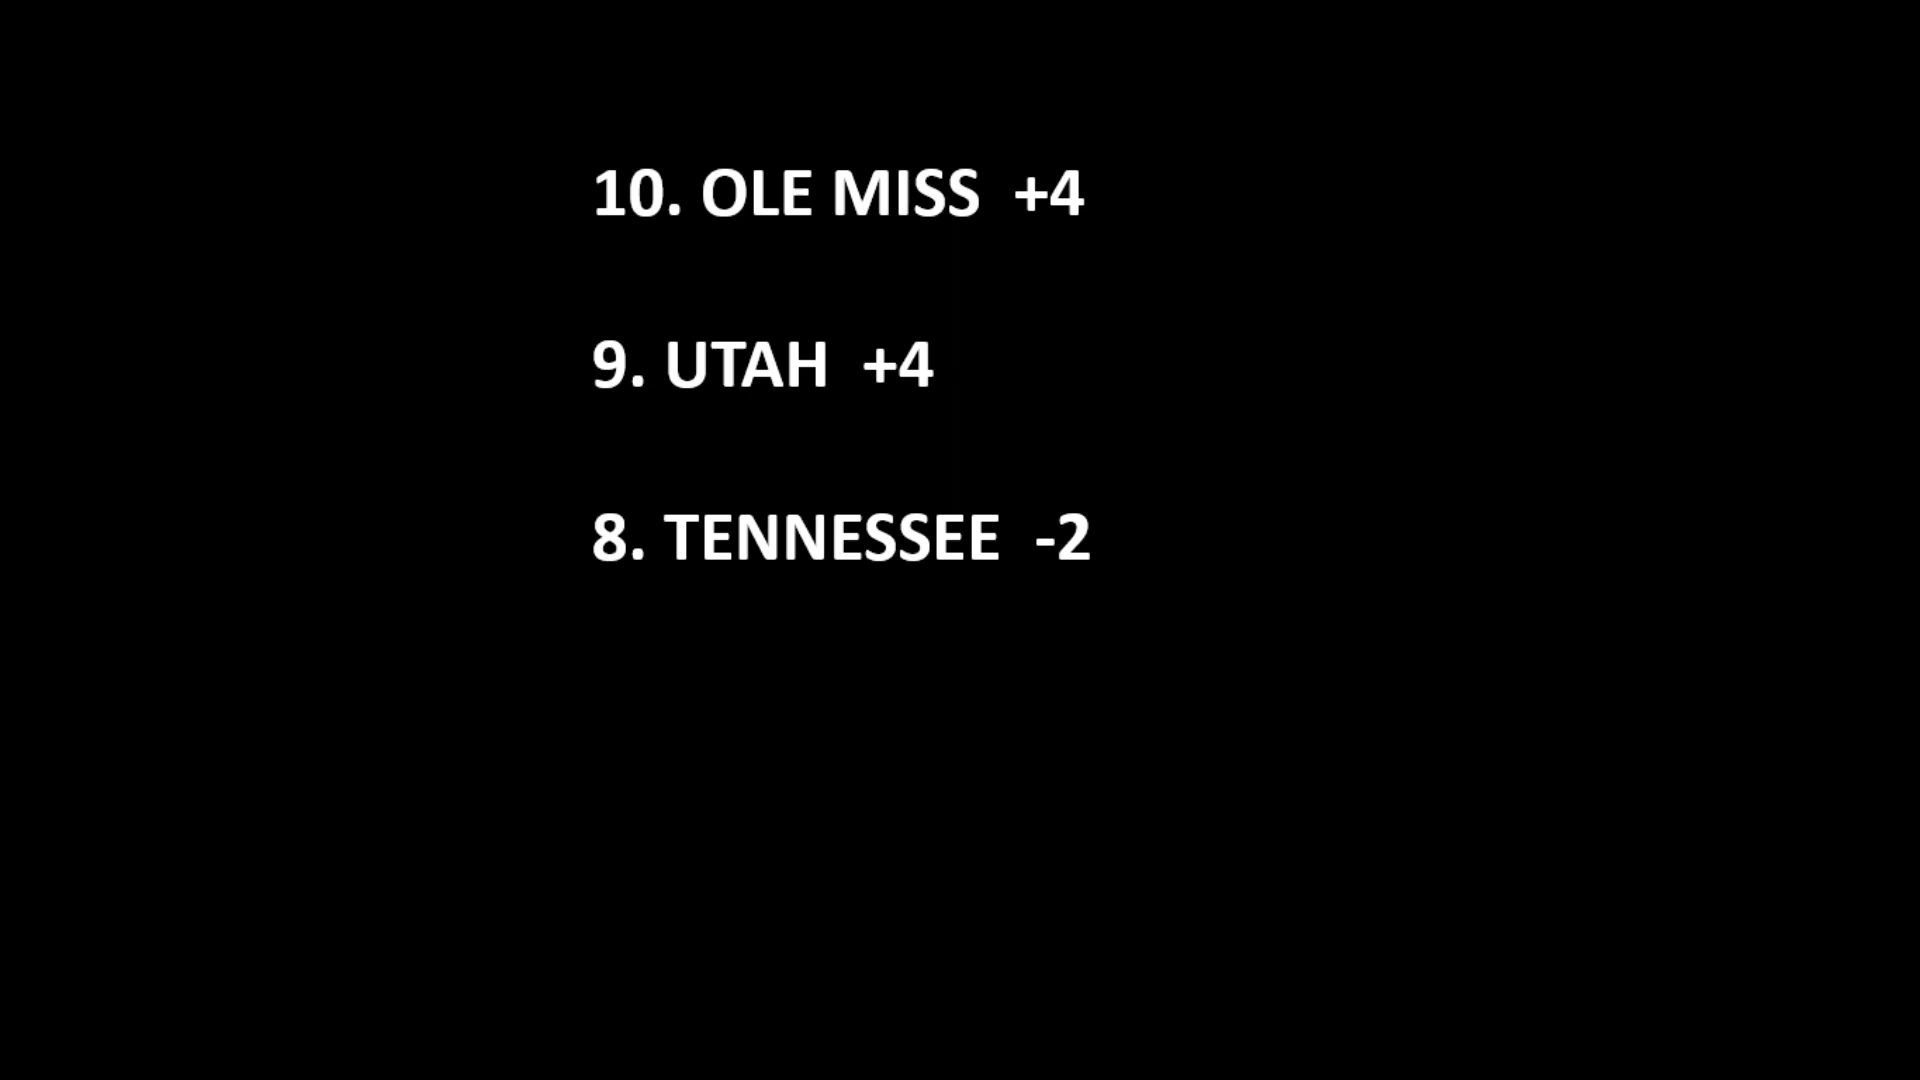 10. OLE MISS  +4
9. UTAH  +4
8. TENNESSEE  -2